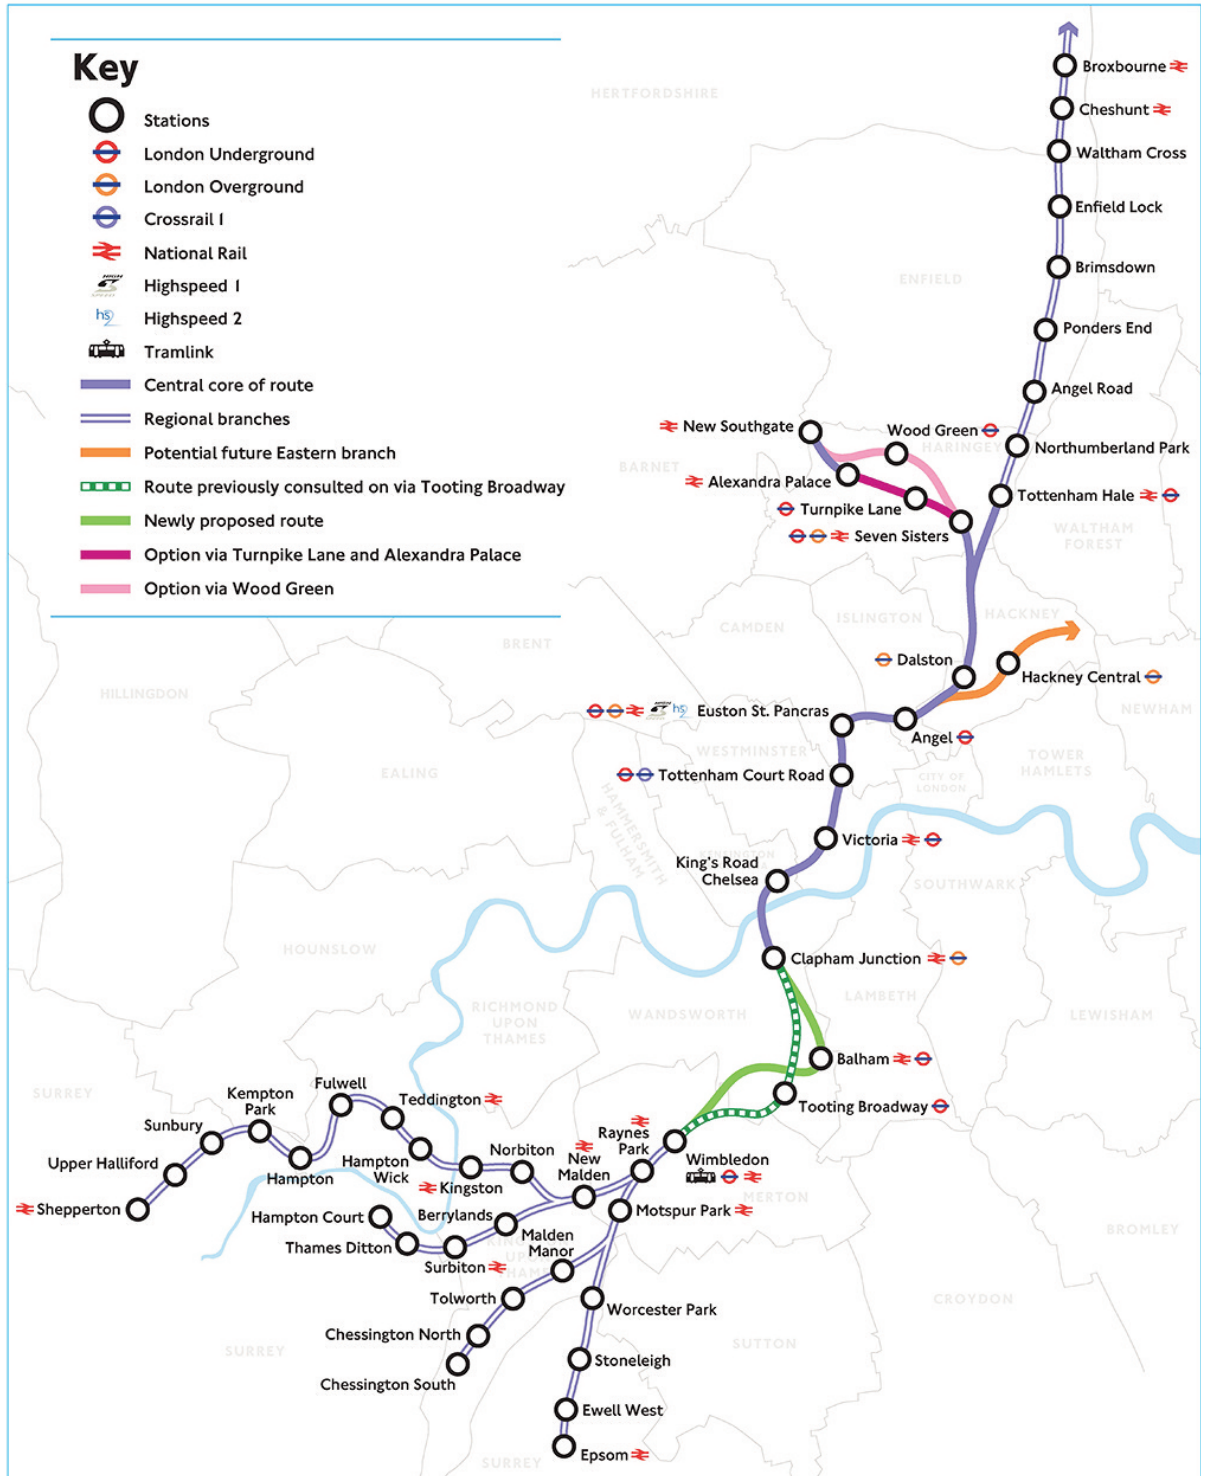 Key
Stations
London Underground
London Overground
Crossrail 1
National Rail
Highspeed 1
Highspeed 2
Tramlink
Central core of route
Regional branches
Potential future Eastern branch
Route previously consulted on via Tooting Broadway
Newly proposed route
Option via Turnpike Lane and Alexandra Palace
Option via Wood Green
HERTFORDSHIRE
Broxbourne
Cheshunt
Waltham Cross
Enfield Lock
Brimsdown
ENFIELD
Ponders End
Angel Road
New Southgate
Wood Green
HARINGEY
Northumberland Park
BARNET
Alexandra Palace
Tottenham Hale
Turnpike Lane
Seven Sisters
WALTHAM
FOREST
ISLINGTON
HACKNEY
CAMDEN
BRENT
Dalston
Hackney Central
HILLINGDON
Euston St. Pancras
NEWHAM
Angel
WESTMINSTER
TOWER
HAMLETS
EALING
Tottenham Court Road
CITY OF
LONDON
HAMMERSMITH
& FULHAM
Victoria
King's Road
Chelsea
SOUTHWARK
HOUNSLOW
Clapham Junction
LAMBETH
RICHMOND
UPON
THAMES
WANDSWORTH
LEWISHAM
Balham
SURREY
Fulwell
Kempton
Park
Teddington
Tooting Broadway
Sunbury
Raynes
Park
Norbiton
New
Malden
Wimbledon
Upper Halliford
Hampton
Hampton
Wick
Kingston
MERTON
Shepperton
Hampton Court
Berrylands
Motspur Park
BROMLEY
Thames Ditton
Malden
Manor
Surbiton
Tolworth
CROYDON
Worcester Park
Chessington North
SURREY
SUTTON
Stoneleigh
Chessington South
Ewell West
Epsom
SURREY